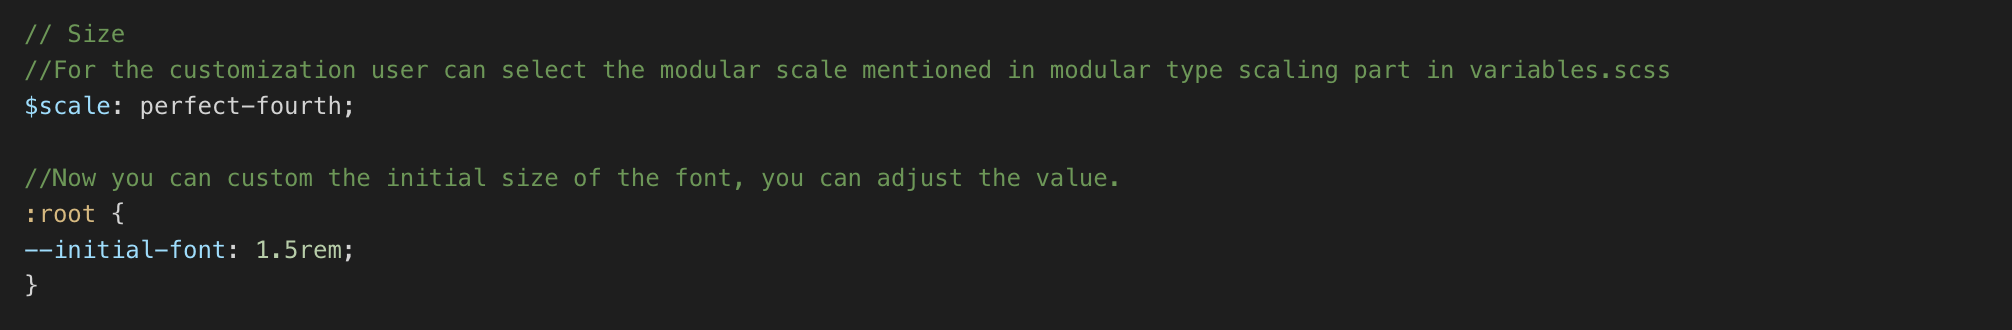 // Size
//For the customization user can select the modular scale mentioned in modular type scaling part in variables.scss
$scale: perfect-fourth;
//Now you can custom the initial size of the font, you can adjust the value.
:root {
--initial-font: 1.5rem;
}